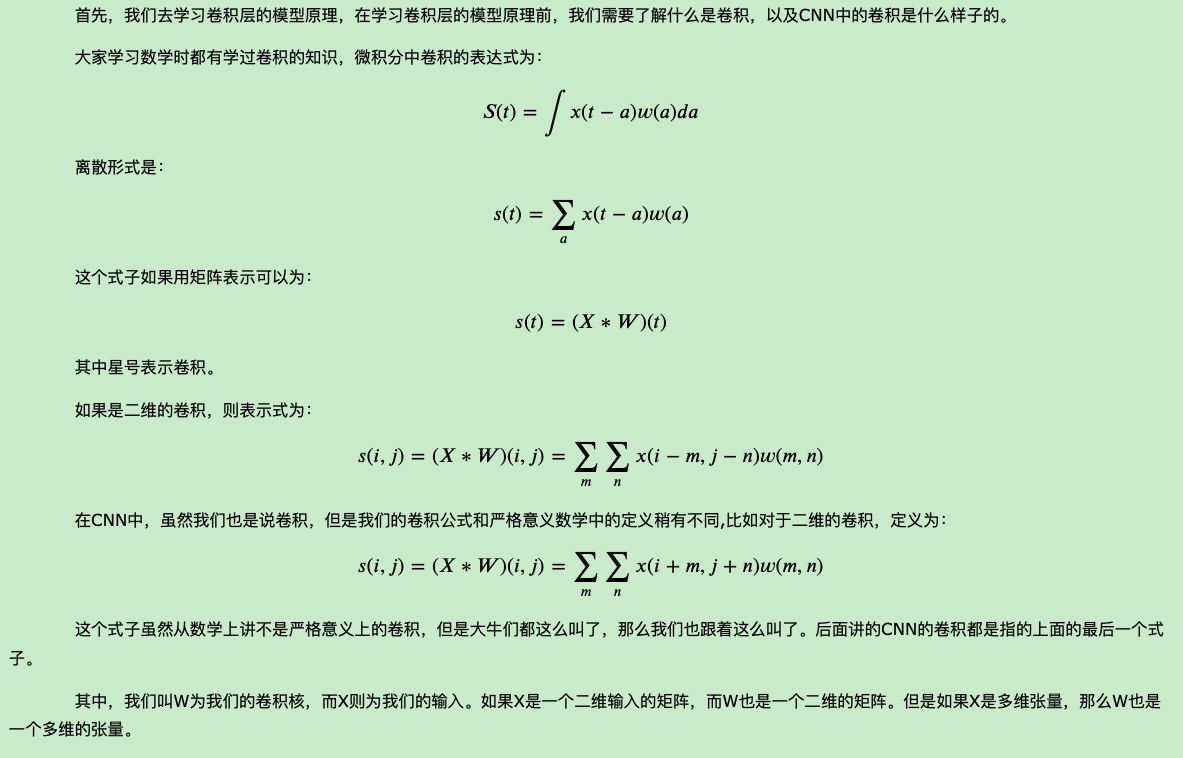 首先，我们去学习卷积层的模型原理，在学习卷积层的模型原理前，我们需要了解什么是卷积，以及CNN中的卷积是什么样子的。
大家学习数学时都有学过卷积的知识，微积分中卷积的表达式为：
S(t) = ∫ x(t − a)w(a)da
离散形式是：
s(t) = ∑_a x(t − a)w(a)
这个式子如果用矩阵表示可以为：
s(t) = (X ∗ W)(t)
其中星号表示卷积。
如果是二维的卷积，则表示式为：
s(i, j) = (X ∗ W)(i, j) = ∑_m ∑_n x(i − m, j − n)w(m, n)
在CNN中，虽然我们也是说卷积，但是我们的卷积公式和严格意义数学中的定义稍有不同,比如对于二维的卷积，定义为：
s(i, j) = (X ∗ W)(i, j) = ∑_m ∑_n x(i + m, j + n)w(m, n)
这个式子虽然从数学上讲不是严格意义上的卷积，但是大牛们都这么叫了，那么我们也跟着这么叫了。后面讲的CNN的卷积都是指的上面的最后一个式
子。
其中，我们叫W为我们的卷积核，而X则为我们的输入。如果X是一个二维输入的矩阵，而W也是一个二维的矩阵。但是如果X是多维张量，那么W也是
一个多维的张量。